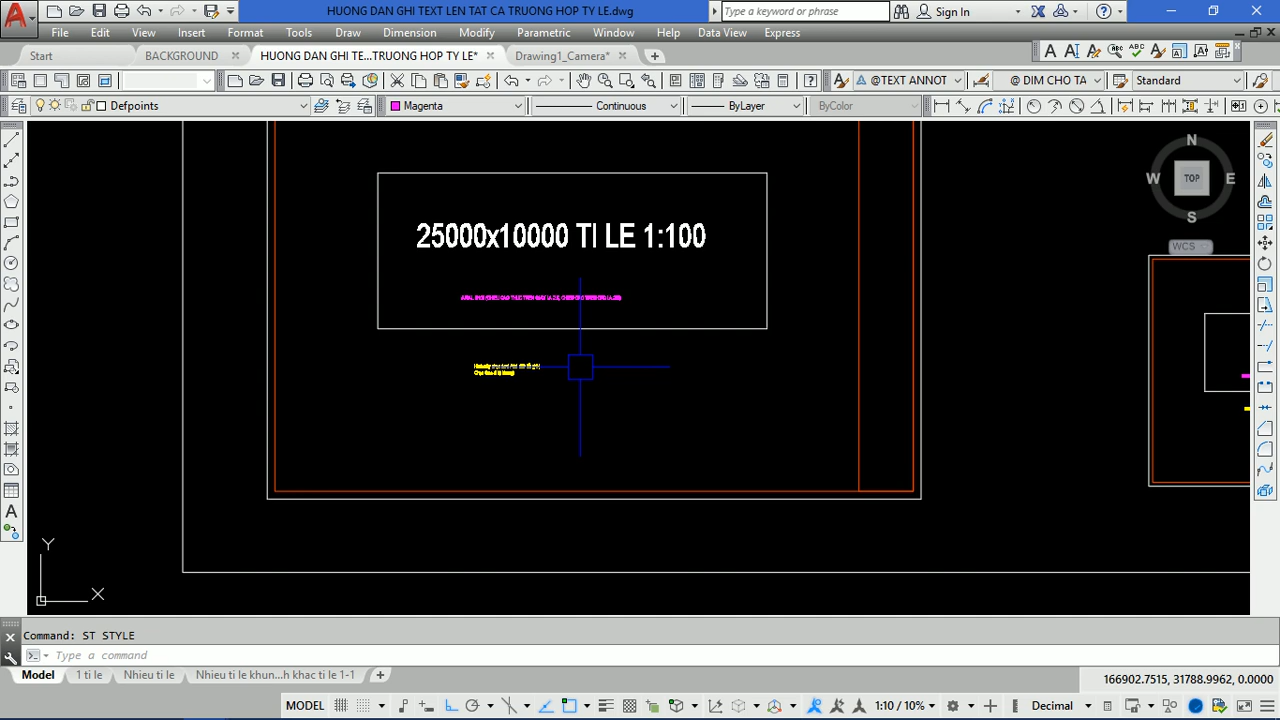 HUONG DAN GHI TEXT LEN TAT CA TRUONG HOP TY LE.dwg
Type a keyword or phrase
Sign In
File Edit View Insert Format Tools Draw Dimension Modify Parametric Window Help Data View Express
Start BACKGROUND HUONG DAN GHI TE...TRUONG HOP TY LE* Drawing1_Camera*
@TEXT ANNOT @ DIM CHO TA Standard
Defpoints Magenta Continuous ByLayer ByColor
N
W TOP E
S
WCS
25000x10000 TI LE 1:100
Y
X
Command: ST STYLE
Type a command
Model 1 ti le Nhieu ti le Nhieu ti le khun...h khac ti le 1-1
166902.7515, 31788.9962, 0.0000
MODEL 1:10 / 10% Decimal